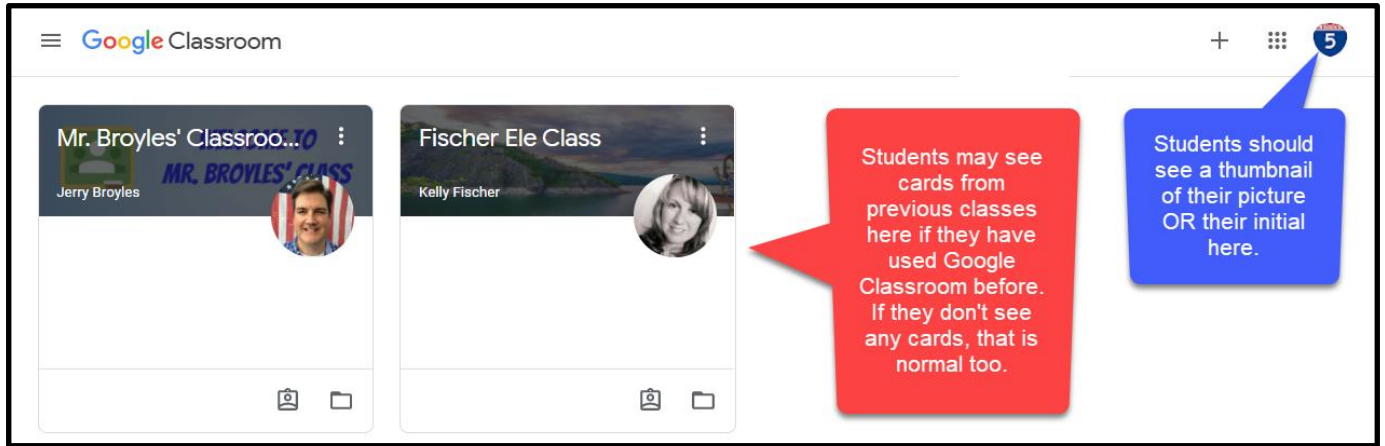 Google Classroom
5
Mr. Broyles' Classroo...
WELCOME TO
MR. BROYLES' CLASS
Jerry Broyles
Fischer Ele Class
Kelly Fischer
Students may see
cards from
previous classes
here if they have
used Google
Classroom before.
If they don't see
any cards, that is
normal too.
Students should
see a thumbnail
of their picture
OR their initial
here.